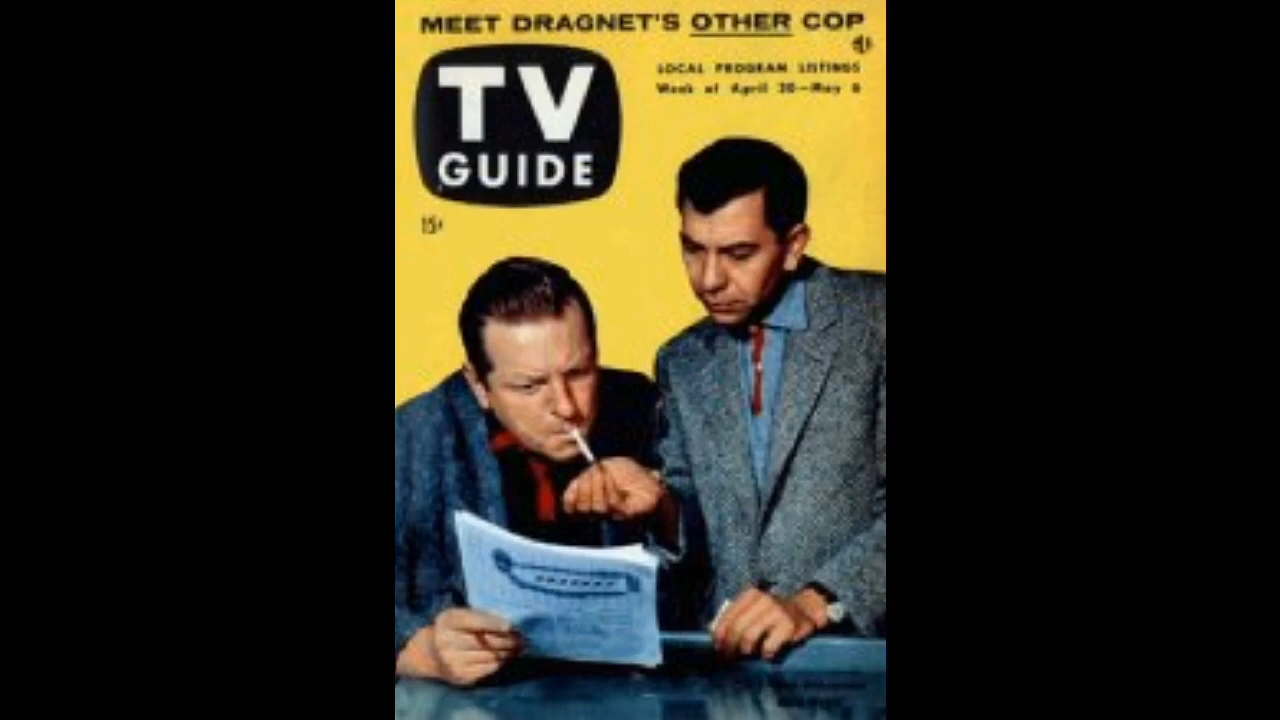 MEET DRAGNET'S OTHER COP
TV
GUIDE
LOCAL PROGRAM LISTINGS
Week of April 30—May 6
15¢